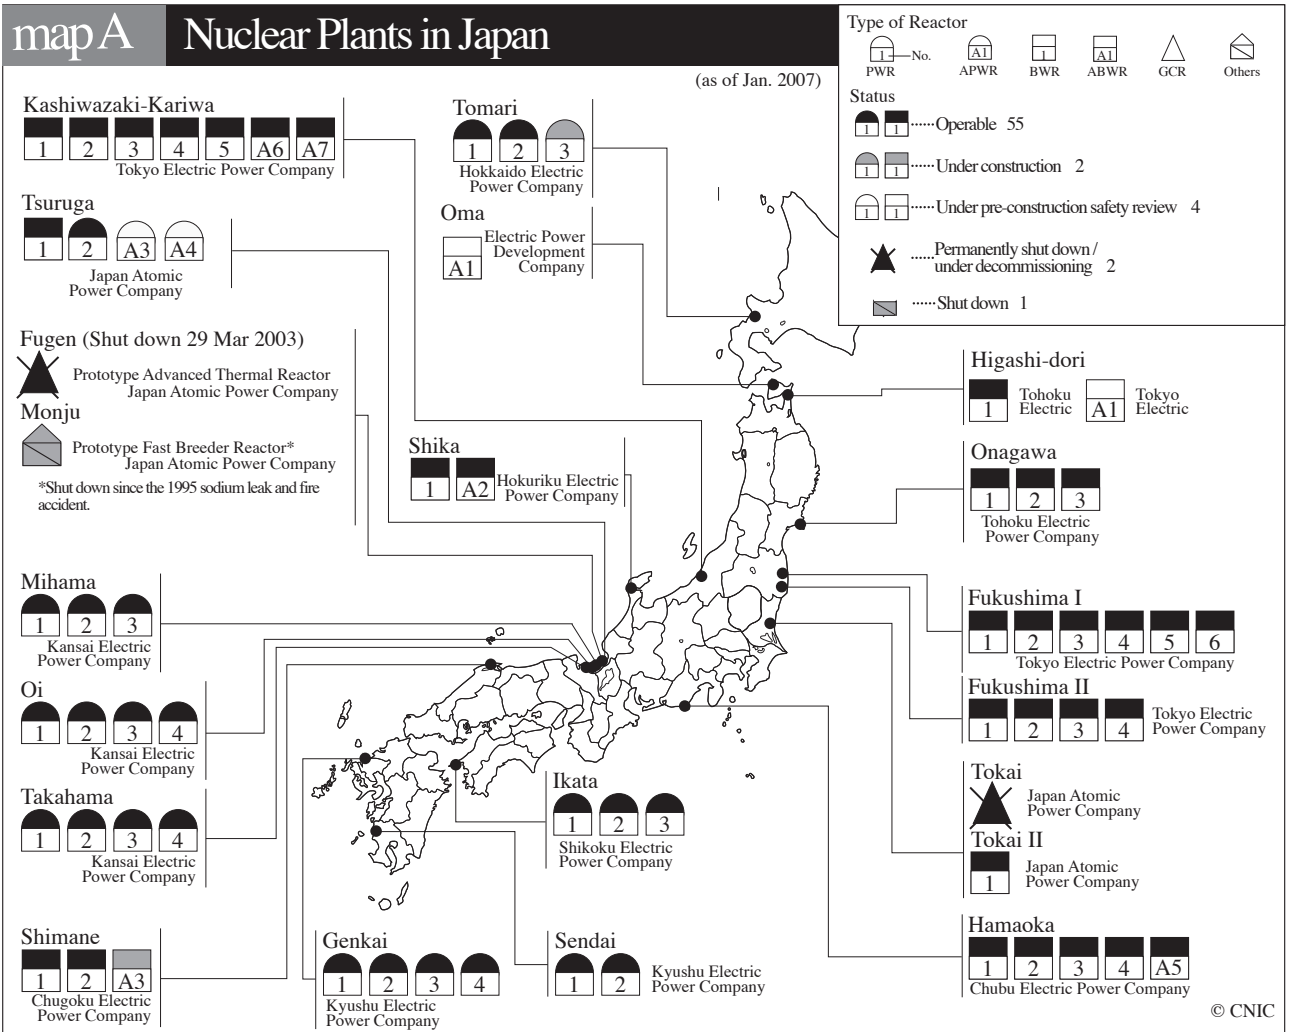 map A
Nuclear Plants in Japan
(as of Jan. 2007)
Type of Reactor
1 No. A1 1 A1
PWR APWR BWR ABWR GCR Others
Status
1 1 ······Operable 55
1 1 ······Under construction 2
1 1 ······Under pre-construction safety review 4
······Permanently shut down /
under decommissioning 2
······Shut down 1
Kashiwazaki-Kariwa
1 2 3 4 5 A6 A7
Tokyo Electric Power Company
Tsuruga
1 2 A3 A4
Japan Atomic
Power Company
Fugen (Shut down 29 Mar 2003)
Prototype Advanced Thermal Reactor
Japan Atomic Power Company
Monju
Prototype Fast Breeder Reactor*
Japan Atomic Power Company
*Shut down since the 1995 sodium leak and fire
accident.
Mihama
1 2 3
Kansai Electric
Power Company
Oi
1 2 3 4
Kansai Electric
Power Company
Takahama
1 2 3 4
Kansai Electric
Power Company
Shimane
1 2 A3
Chugoku Electric
Power Company
Tomari
1 2 3
Hokkaido Electric
Power Company
Oma
A1
Electric Power
Development
Company
Shika
1 A2
Hokuriku Electric
Power Company
Ikata
1 2 3
Shikoku Electric
Power Company
Genkai
1 2 3 4
Kyushu Electric
Power Company
Sendai
1 2
Kyushu Electric
Power Company
Higashi-dori
1 Tohoku
Electric
A1 Tokyo
Electric
Onagawa
1 2 3
Tohoku Electric
Power Company
Fukushima I
1 2 3 4 5 6
Tokyo Electric Power Company
Fukushima II
1 2 3 4
Tokyo Electric
Power Company
Tokai
Japan Atomic
Power Company
Tokai II
1
Japan Atomic
Power Company
Hamaoka
1 2 3 4 A5
Chubu Electric Power Company
© CNIC